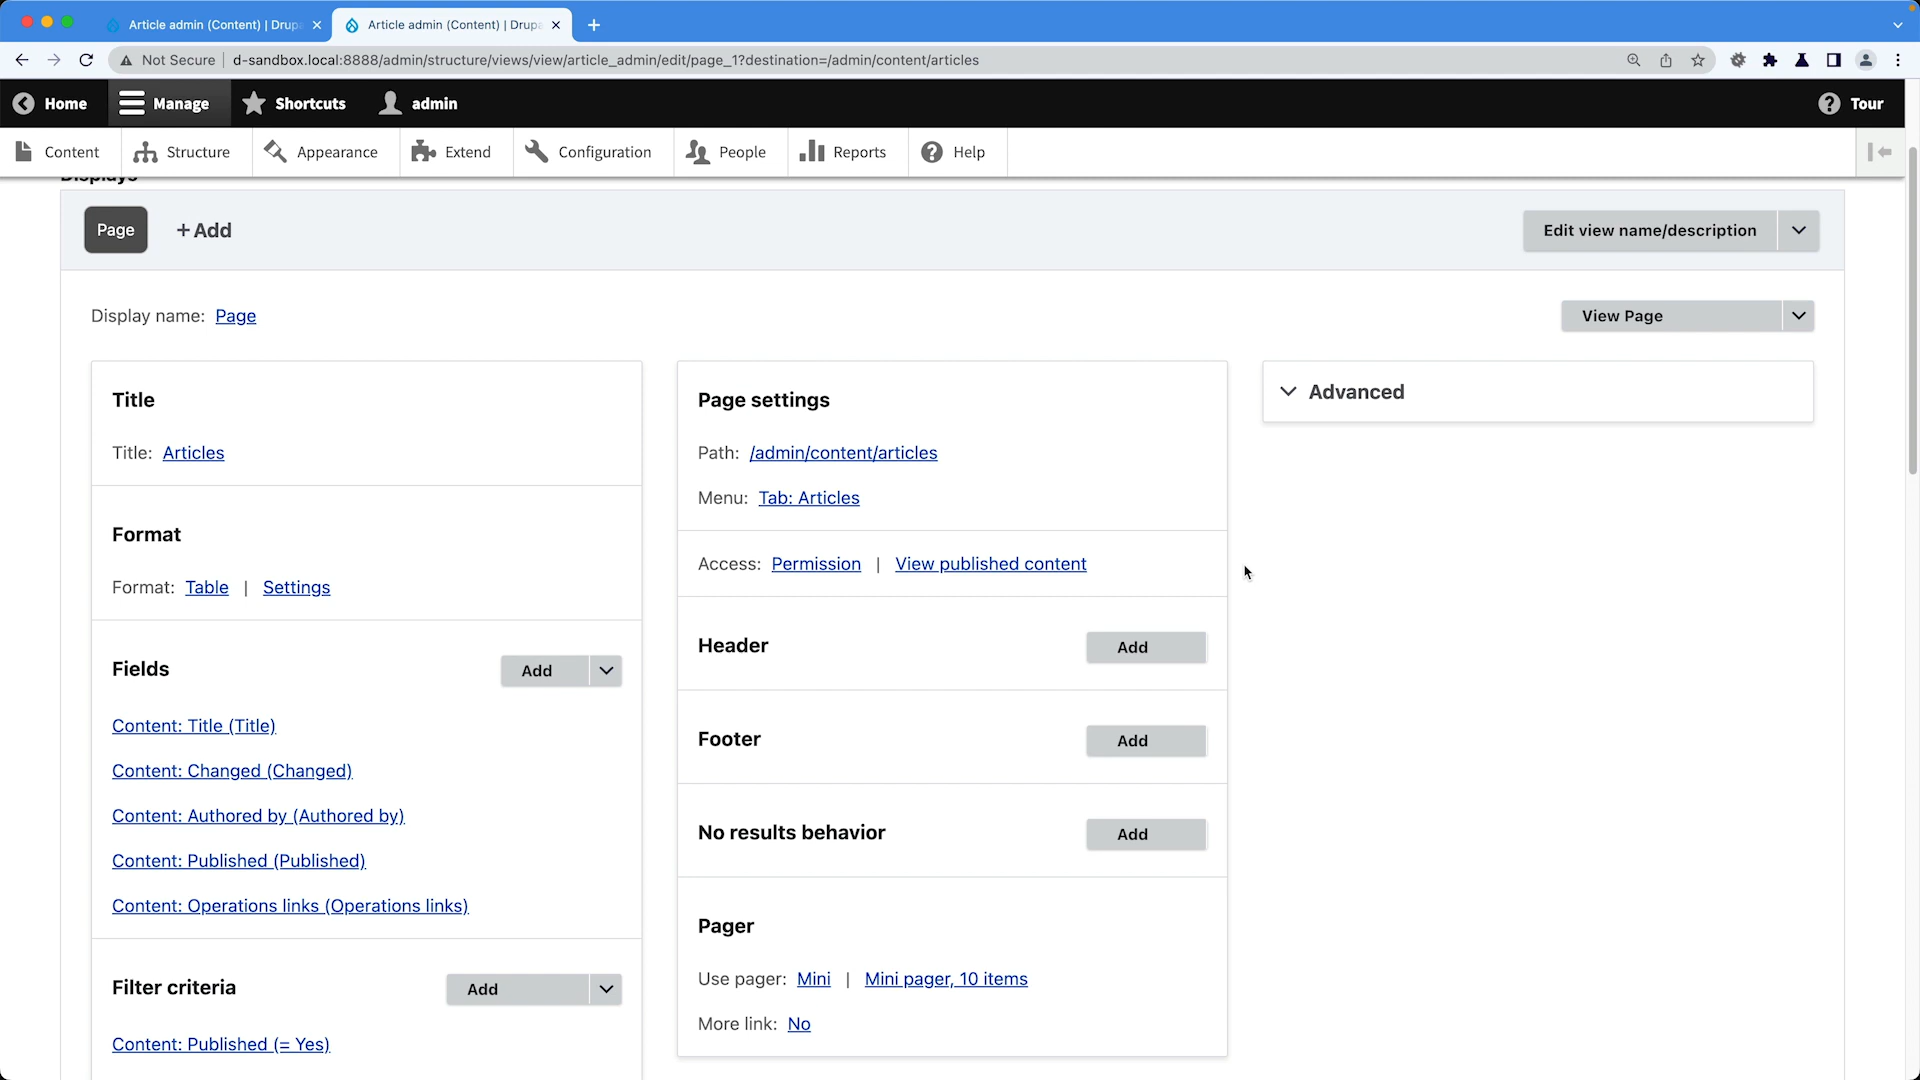 Article admin (Content) | Drupa
Article admin (Content) | Drupa
Not Secure
d-sandbox.local:8888/admin/structure/views/view/article_admin/edit/page_1?destination=/admin/content/articles
Home
Manage
Shortcuts
admin
Tour
Content
Structure
Appearance
Extend
Configuration
People
Reports
Help
Displays
Page
+ Add
Edit view name/description
Display name: Page
View Page
Title
Title: Articles
Format
Format: Table | Settings
Fields
Add
Content: Title (Title)
Content: Changed (Changed)
Content: Authored by (Authored by)
Content: Published (Published)
Content: Operations links (Operations links)
Filter criteria
Add
Content: Published (= Yes)
Page settings
Path: /admin/content/articles
Menu: Tab: Articles
Access: Permission | View published content
Header
Add
Footer
Add
No results behavior
Add
Pager
Use pager: Mini | Mini pager, 10 items
More link: No
Advanced